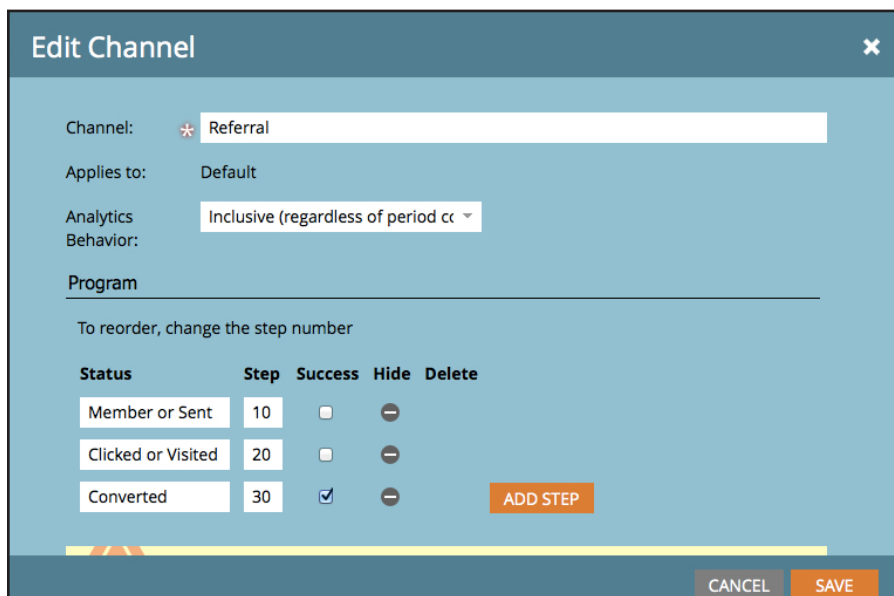 Edit Channel
Channel: * Referral
Applies to: Default
Analytics Behavior: Inclusive (regardless of period cc
Program
To reorder, change the step number
Status Step Success Hide Delete
Member or Sent 10
Clicked or Visited 20
Converted 30 ADD STEP
CANCEL SAVE